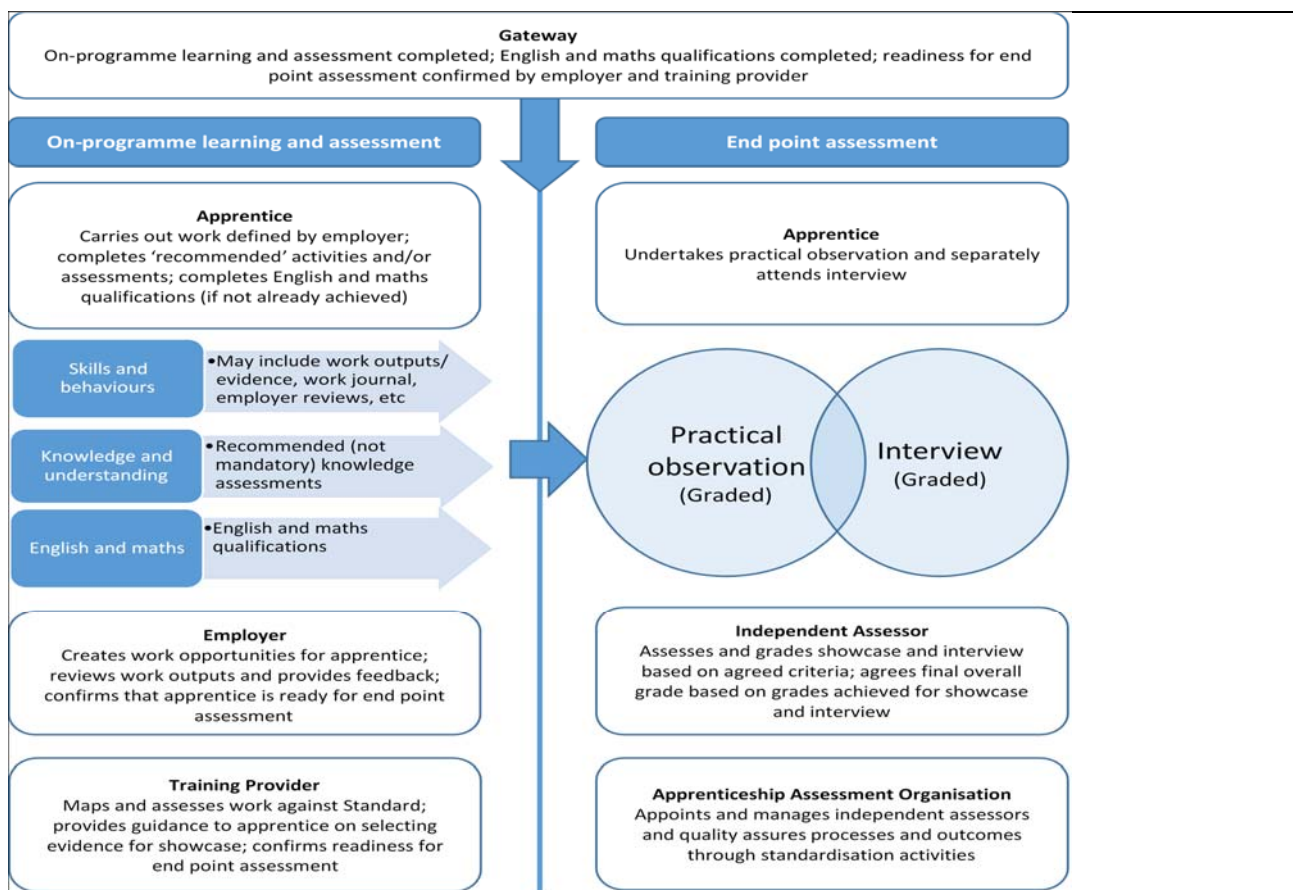 Gateway
On-programme learning and assessment completed; English and maths qualifications completed; readiness for end
point assessment confirmed by employer and training provider
On-programme learning and assessment
End point assessment
Apprentice
Carries out work defined by employer;
completes ‘recommended’ activities and/or
assessments; completes English and maths
qualifications (if not already achieved)
Apprentice
Undertakes practical observation and separately
attends interview
Skills and
behaviours
•May include work outputs/
evidence, work journal,
employer reviews, etc
Knowledge and
understanding
•Recommended (not
mandatory) knowledge
assessments
English and maths
•English and maths
qualifications
Practical
observation
(Graded)
Interview
(Graded)
Employer
Creates work opportunities for apprentice;
reviews work outputs and provides feedback;
confirms that apprentice is ready for end point
assessment
Independent Assessor
Assesses and grades showcase and interview
based on agreed criteria; agrees final overall
grade based on grades achieved for showcase
and interview
Training Provider
Maps and assesses work against Standard;
provides guidance to apprentice on selecting
evidence for showcase; confirms readiness for
end point assessment
Apprenticeship Assessment Organisation
Appoints and manages independent assessors
and quality assures processes and outcomes
through standardisation activities